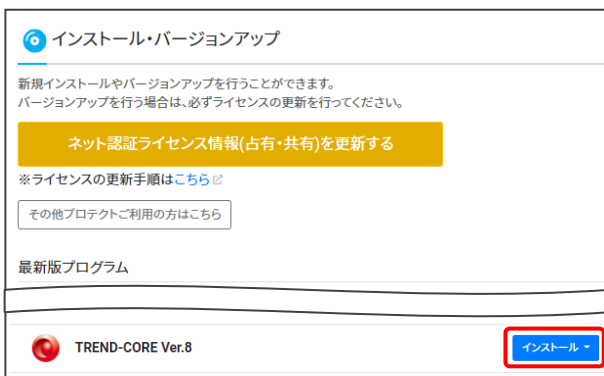 インストール・バージョンアップ
新規インストールやバージョンアップを行うことができます。
バージョンアップを行う場合は、必ずライセンスの更新を行ってください。
ネット認証ライセンス情報(占有・共有)を更新する
※ライセンスの更新手順はこちら
その他プロテクトご利用の方はこちら
最新版プログラム
TREND-CORE Ver.8
インストール